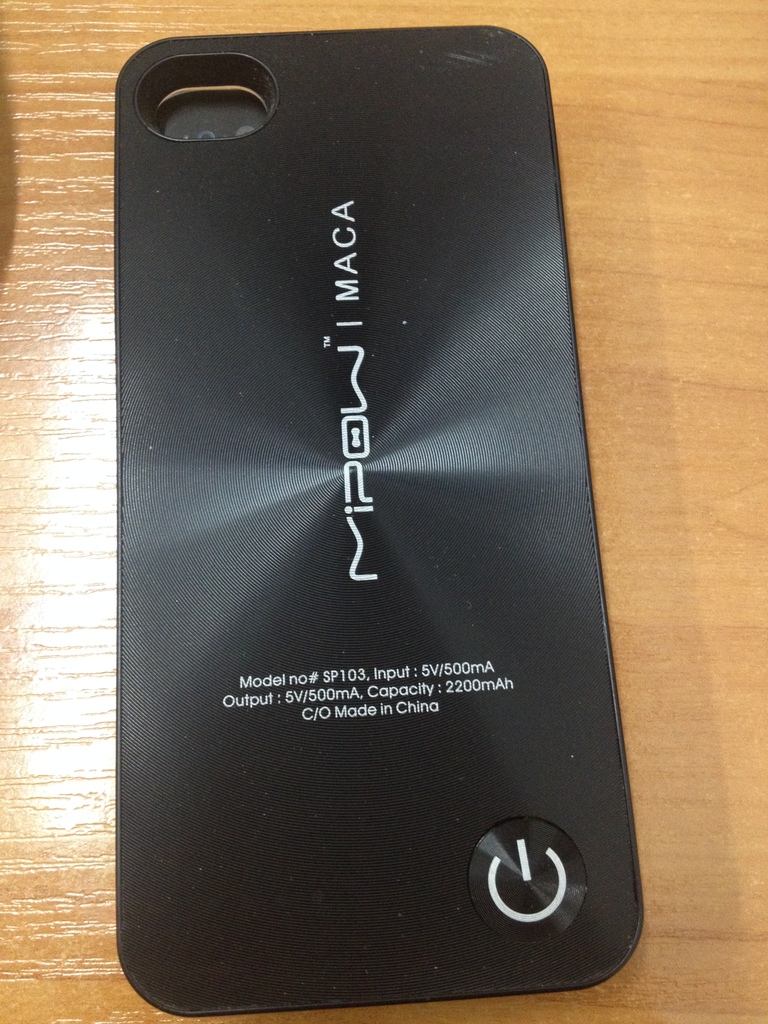 MiPOW™ | MACA
Model no# SP103, Input : 5V/500mA
Output : 5V/500mA, Capacity : 2200mAh
C/O Made in China